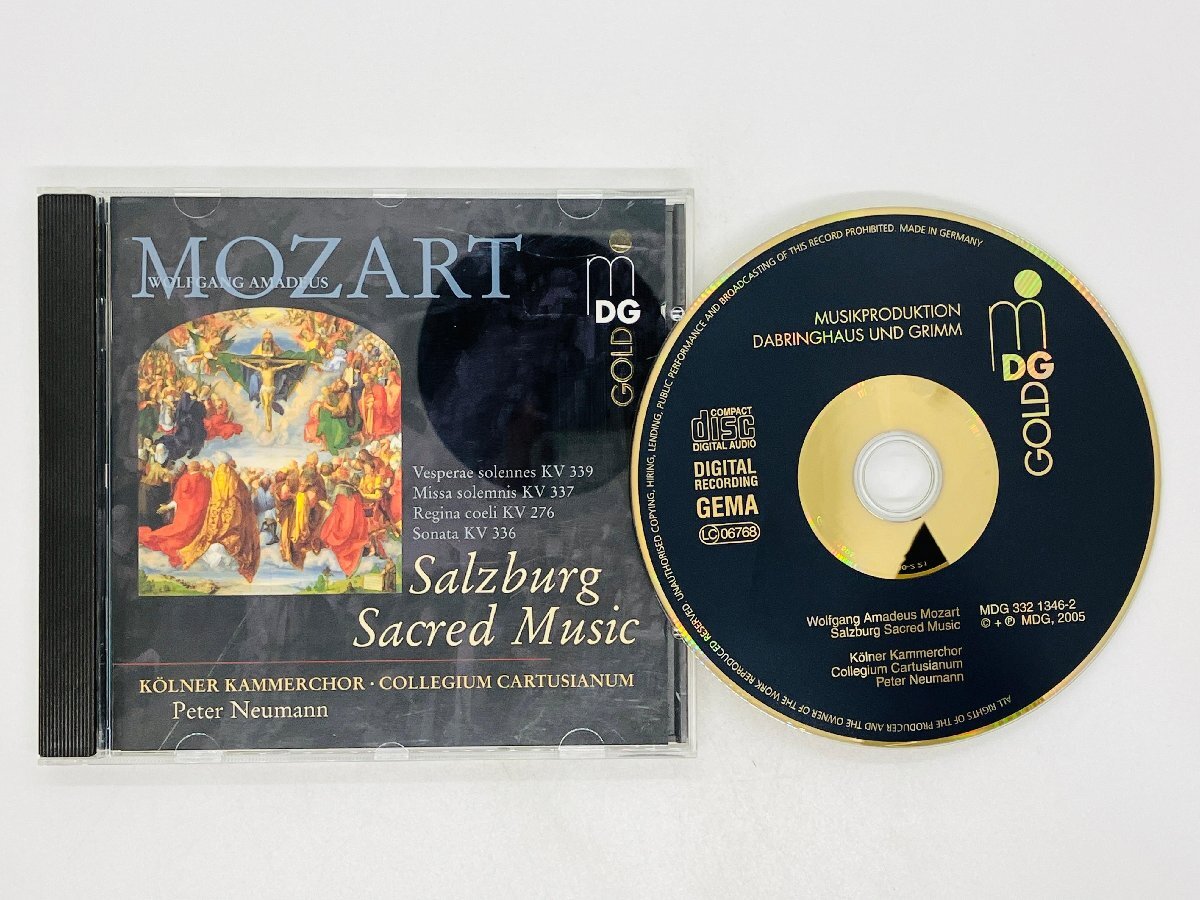 MOZART
WOLFGANG AMADEUS
mDG
GOLD
Vesperae solennes KV 339
Missa solemnis KV 337
Regina coeli KV 276
Sonata KV 336
Salzburg
Sacred Music
KÖLNER KAMMERCHOR · COLLEGIUM CARTUSIANUM
Peter Neumann
ALL RIGHTS OF THE PRODUCER AND THE OWNER OF THE WORK REPRODUCED RESERVED. UNAUTHORISED COPYING, HIRING, LENDING, PUBLIC PERFORMANCE AND BROADCASTING OF THIS RECORD PROHIBITED. MADE IN GERMANY
MUSIKPRODUKTION
DABRINGHAUS UND GRIMM
mDG
GOLD
COMPACT
disc
DIGITAL AUDIO
DIGITAL
RECORDING
GEMA
LC 06768
Wolfgang Amadeus Mozart
Salzburg Sacred Music
Kölner Kammerchor
Collegium Cartusianum
Peter Neumann
MDG 332 1346-2
© + ℗ MDG, 2005